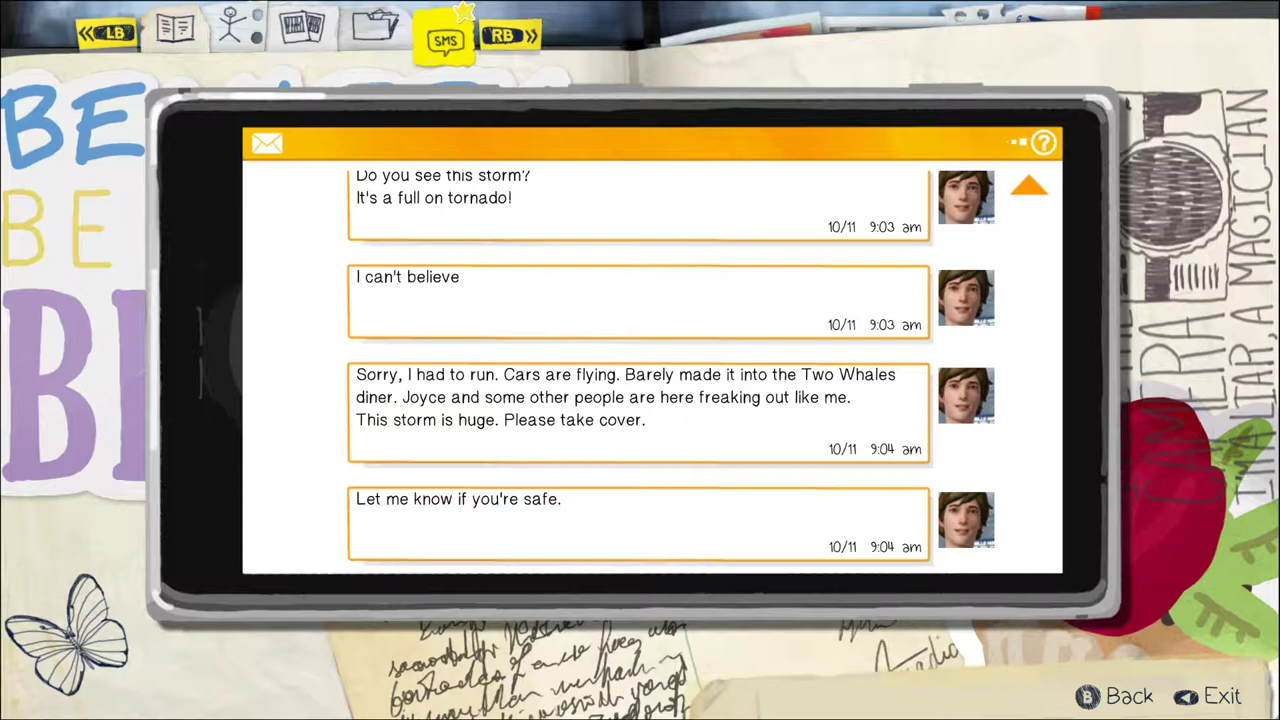 LB
SMS
RB
BE
BE
Do you see this storm?
It's a full on tornado!
10/11 9:03 am
I can't believe
10/11 9:03 am
Sorry, I had to run. Cars are flying. Barely made it into the Two Whales
diner. Joyce and some other people are here freaking out like me.
This storm is huge. Please take cover.
10/11 9:04 am
Let me know if you're safe.
10/11 9:04 am
LIAR, A MAGICIAN
B Back
Exit